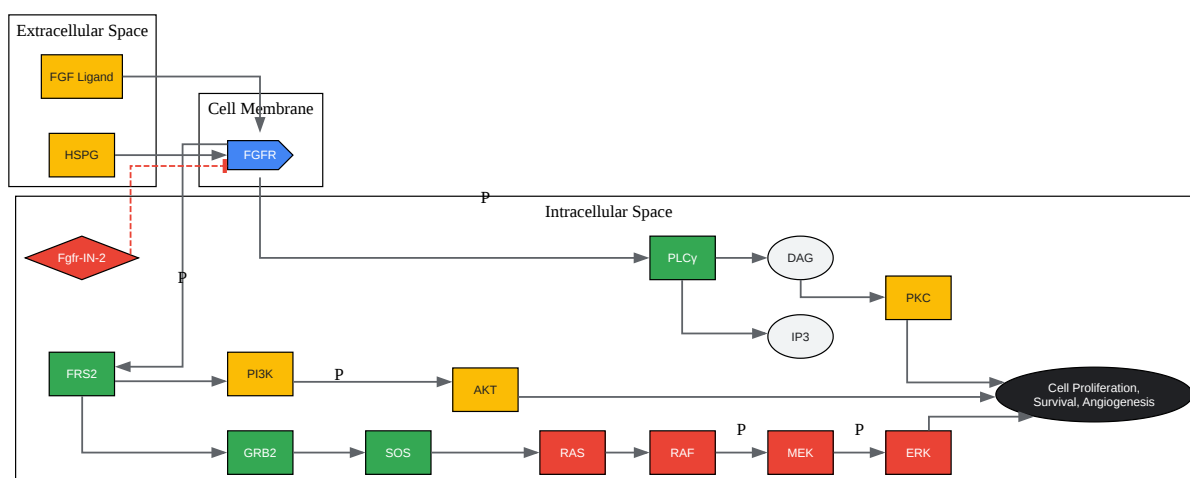 Extracellular Space
FGF Ligand
Cell Membrane
HSPG
FGFR
P
Intracellular Space
Fgfr-IN-2
PLCγ
DAG
P
PKC
IP3
FRS2
PI3K
P
AKT
Cell Proliferation,
Survival, Angiogenesis
P
P
GRB2
SOS
RAS
RAF
MEK
ERK